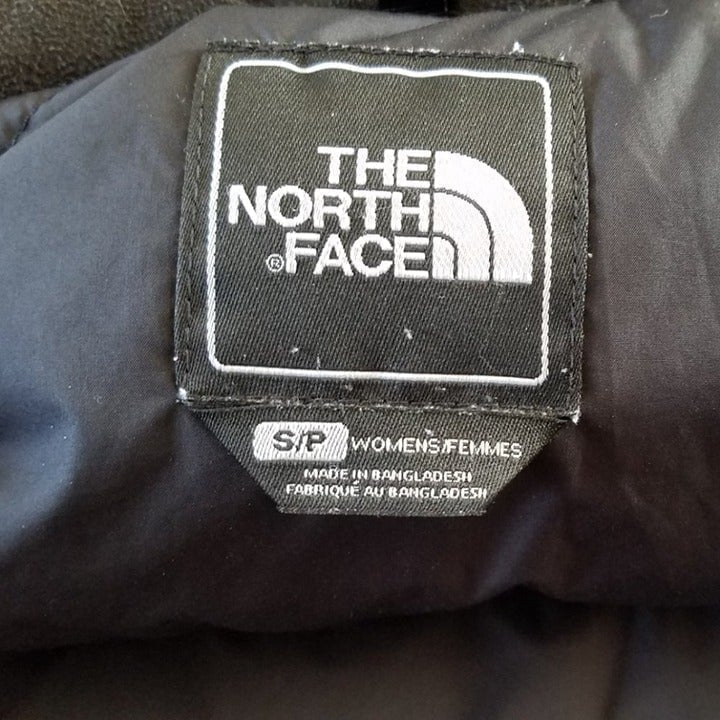 THE
NORTH
®FACE
S/P WOMENS/FEMMES
MADE IN BANGLADESH
FABRIQUÉ AU BANGLADESH